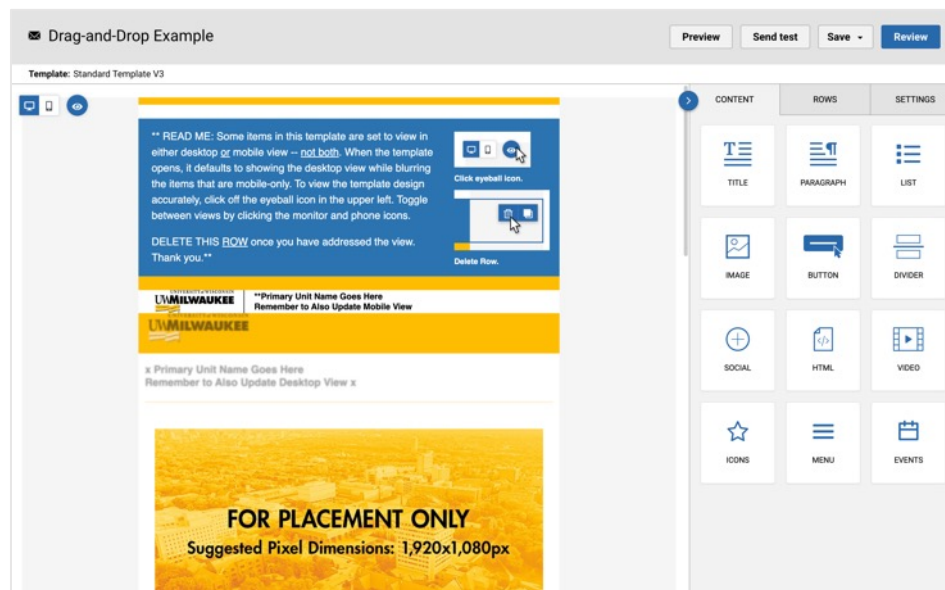 Drag-and-Drop Example
Preview
Send test
Save
Review
Template: Standard Template V3
CONTENT
ROWS
SETTINGS
** READ ME: Some items in this template are set to view in
either desktop or mobile view -- not both. When the template
opens, it defaults to showing the desktop view while blurring
the items that are mobile-only. To view the template design
accurately, click off the eyeball icon in the upper left. Toggle
between views by clicking the monitor and phone icons.
DELETE THIS ROW once you have addressed the view.
Thank you.**
Click eyeball icon.
Delete Row.
UNIVERSITY of WISCONSIN
UWMILWAUKEE
**Primary Unit Name Goes Here
Remember to Also Update Mobile View
UNIVERSITY of WISCONSIN
UWMILWAUKEE
x Primary Unit Name Goes Here
Remember to Also Update Desktop View x
FOR PLACEMENT ONLY
Suggested Pixel Dimensions: 1,920x1,080px
TITLE
PARAGRAPH
LIST
IMAGE
BUTTON
DIVIDER
SOCIAL
HTML
VIDEO
ICONS
MENU
EVENTS